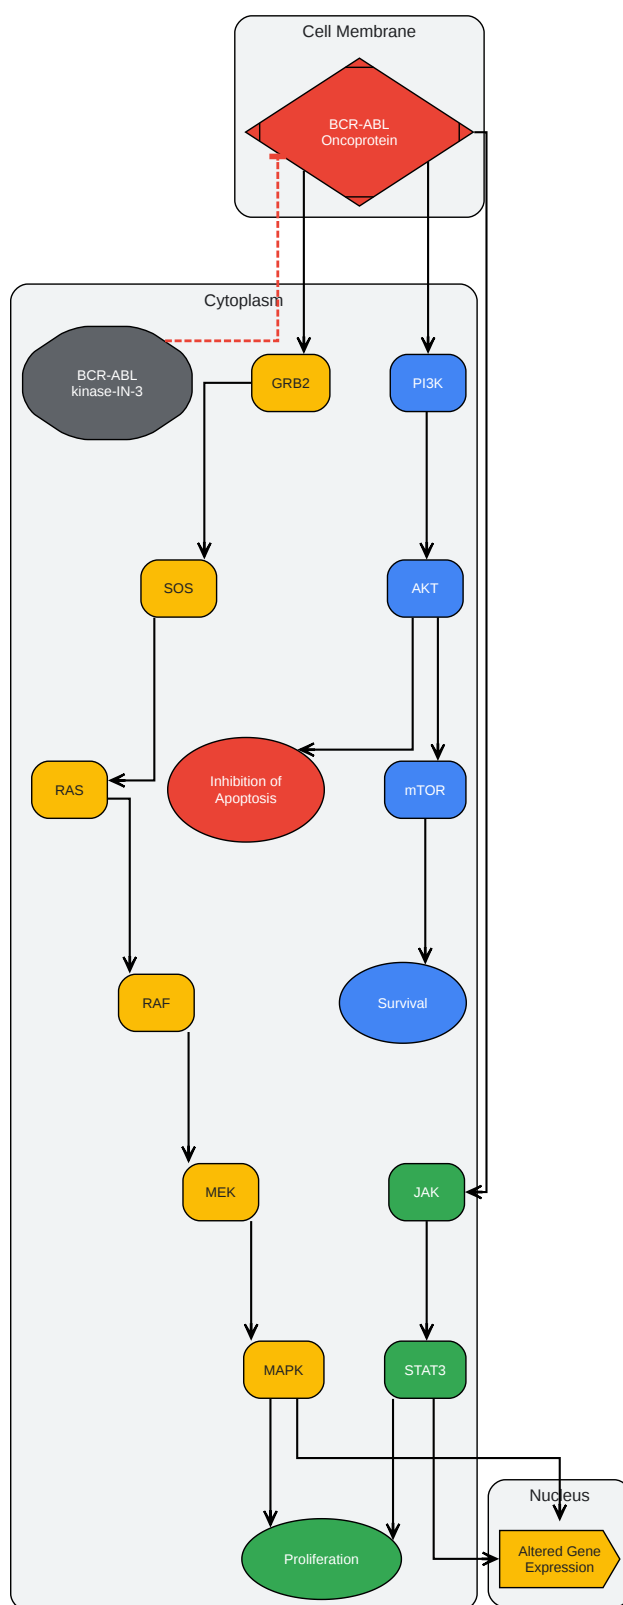 Cell Membrane
BCR-ABL
Oncoprotein
Cytoplasm
BCR-ABL
kinase-IN-3
GRB2
PI3K
SOS
AKT
RAS
Inhibition of
Apoptosis
mTOR
RAF
Survival
MEK
JAK
MAPK
STAT3
Nucleus
Proliferation
Altered Gene
Expression